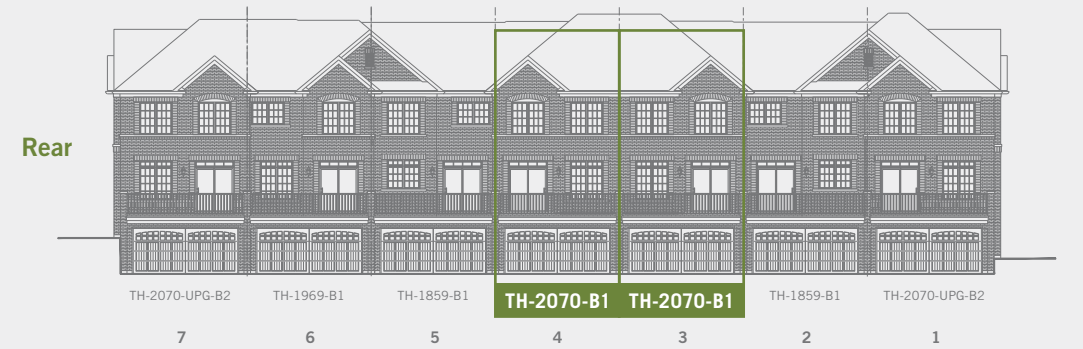 Rear
TH-2070-UPG-B2 TH-1969-B1 TH-1859-B1 TH-2070-B1 TH-2070-B1 TH-1859-B1 TH-2070-UPG-B2
7 6 5 4 3 2 1